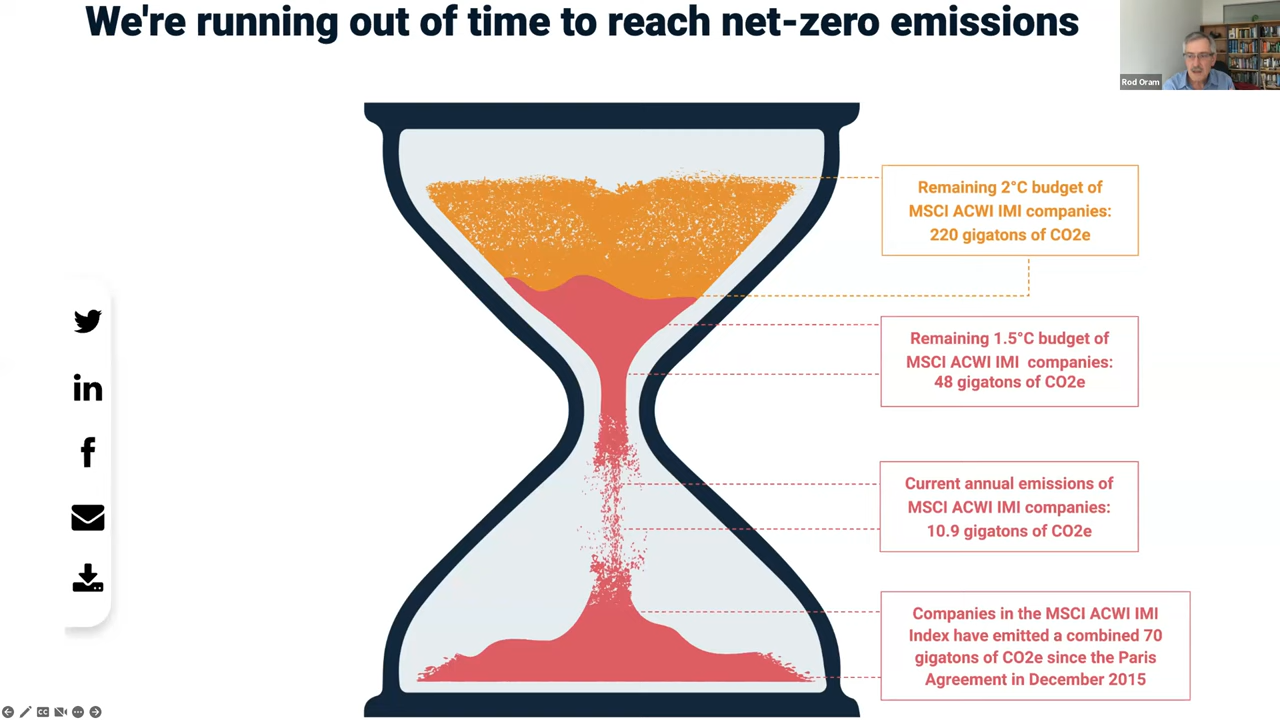 We're running out of time to reach net-zero emissions
Rod Oram
Remaining 2°C budget of
MSCI ACWI IMI companies:
220 gigatons of CO2e
Remaining 1.5°C budget of
MSCI ACWI IMI companies:
48 gigatons of CO2e
Current annual emissions of
MSCI ACWI IMI companies:
10.9 gigatons of CO2e
Companies in the MSCI ACWI IMI
Index have emitted a combined 70
gigatons of CO2e since the Paris
Agreement in December 2015
in
f
CC